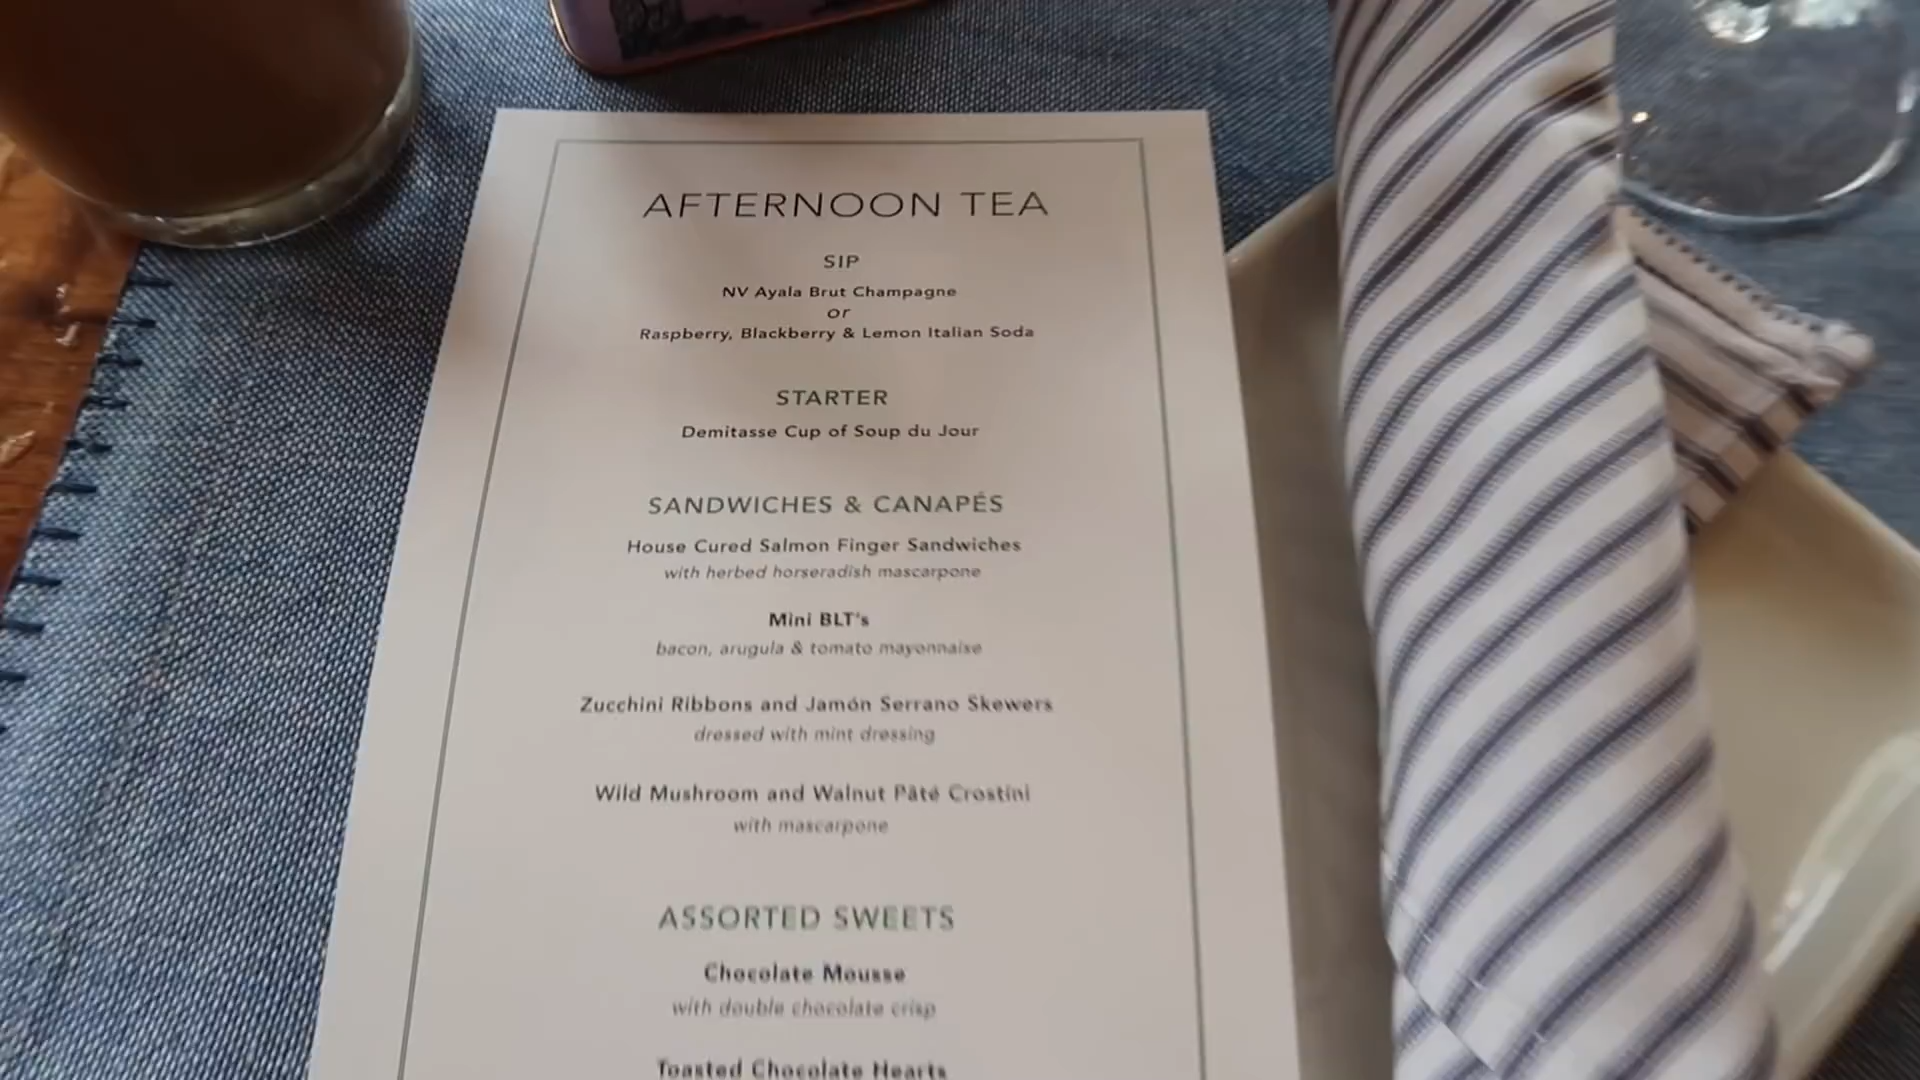 AFTERNOON TEA
SIP
NV Ayala Brut Champagne
or
Raspberry, Blackberry & Lemon Italian Soda
STARTER
Demitasse Cup of Soup du Jour
SANDWICHES & CANAPÉS
House Cured Salmon Finger Sandwiches
with herbed horseradish mascarpone
Mini BLT's
bacon, arugula & tomato mayonnaise
Zucchini Ribbons and Jamón Serrano Skewers
dressed with mint dressing
Wild Mushroom and Walnut Pâté Crostini
with mascarpone
ASSORTED SWEETS
Chocolate Mousse
with double chocolate crisp
Toasted Chocolate Hearts